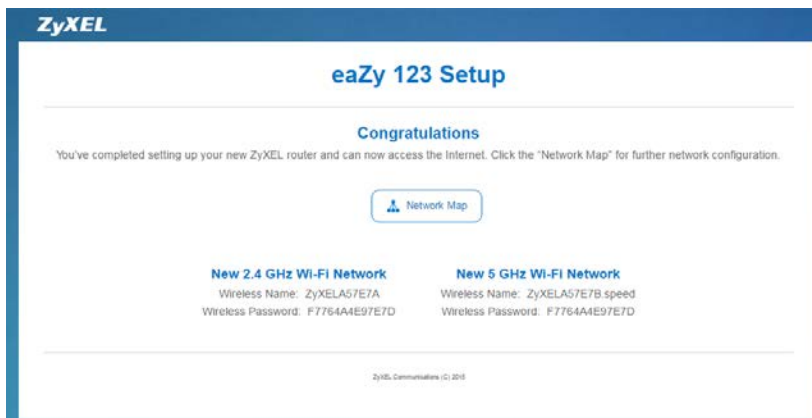 ZyXEL
eaZy 123 Setup
Congratulations
You've completed setting up your new ZyXEL router and can now access the Internet. Click the "Network Map" for further network configuration.
Network Map
New 2.4 GHz Wi-Fi Network
Wireless Name: ZyXELA57E7A
Wireless Password: F7764A4E97E7D
New 5 GHz Wi-Fi Network
Wireless Name: ZyXELA57E7B.speed
Wireless Password: F7764A4E97E7D
ZyXEL Communications (C) 2015